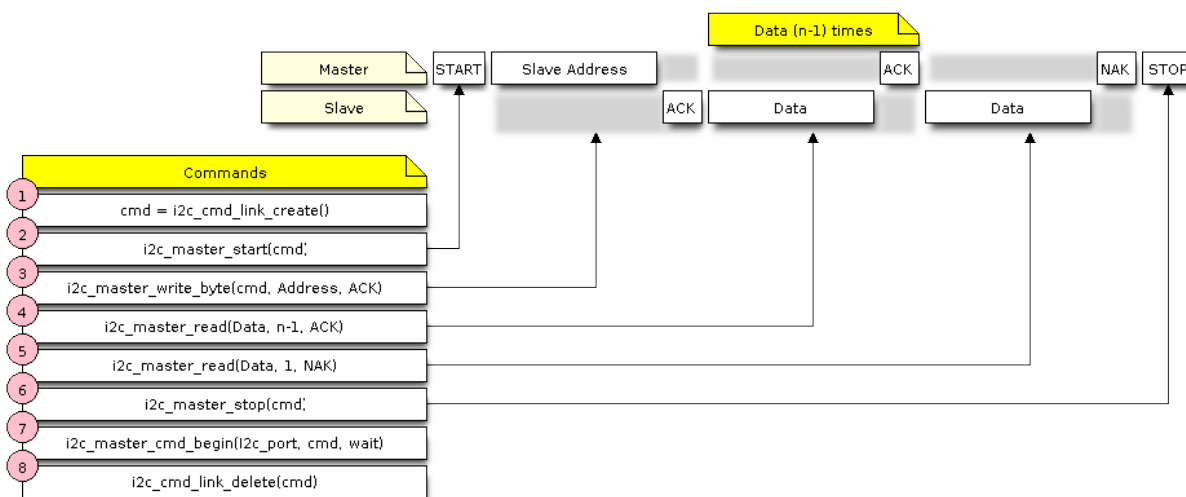 Data (n-1) times
Master START Slave Address ACK NAK STOP
Slave ACK Data Data
Commands
1
cmd = i2c_cmd_link_create()
2
i2c_master_start(cmd;
3
i2c_master_write_byte(cmd, Address, ACK)
4
i2c_master_read(Data, n-1, ACK)
5
i2c_master_read(Data, 1, NAK)
6
i2c_master_stop(cmd;
7
i2c_master_cmd_begin(I2c_port, cmd, wait)
8
i2c_cmd_link_delete(cmd)